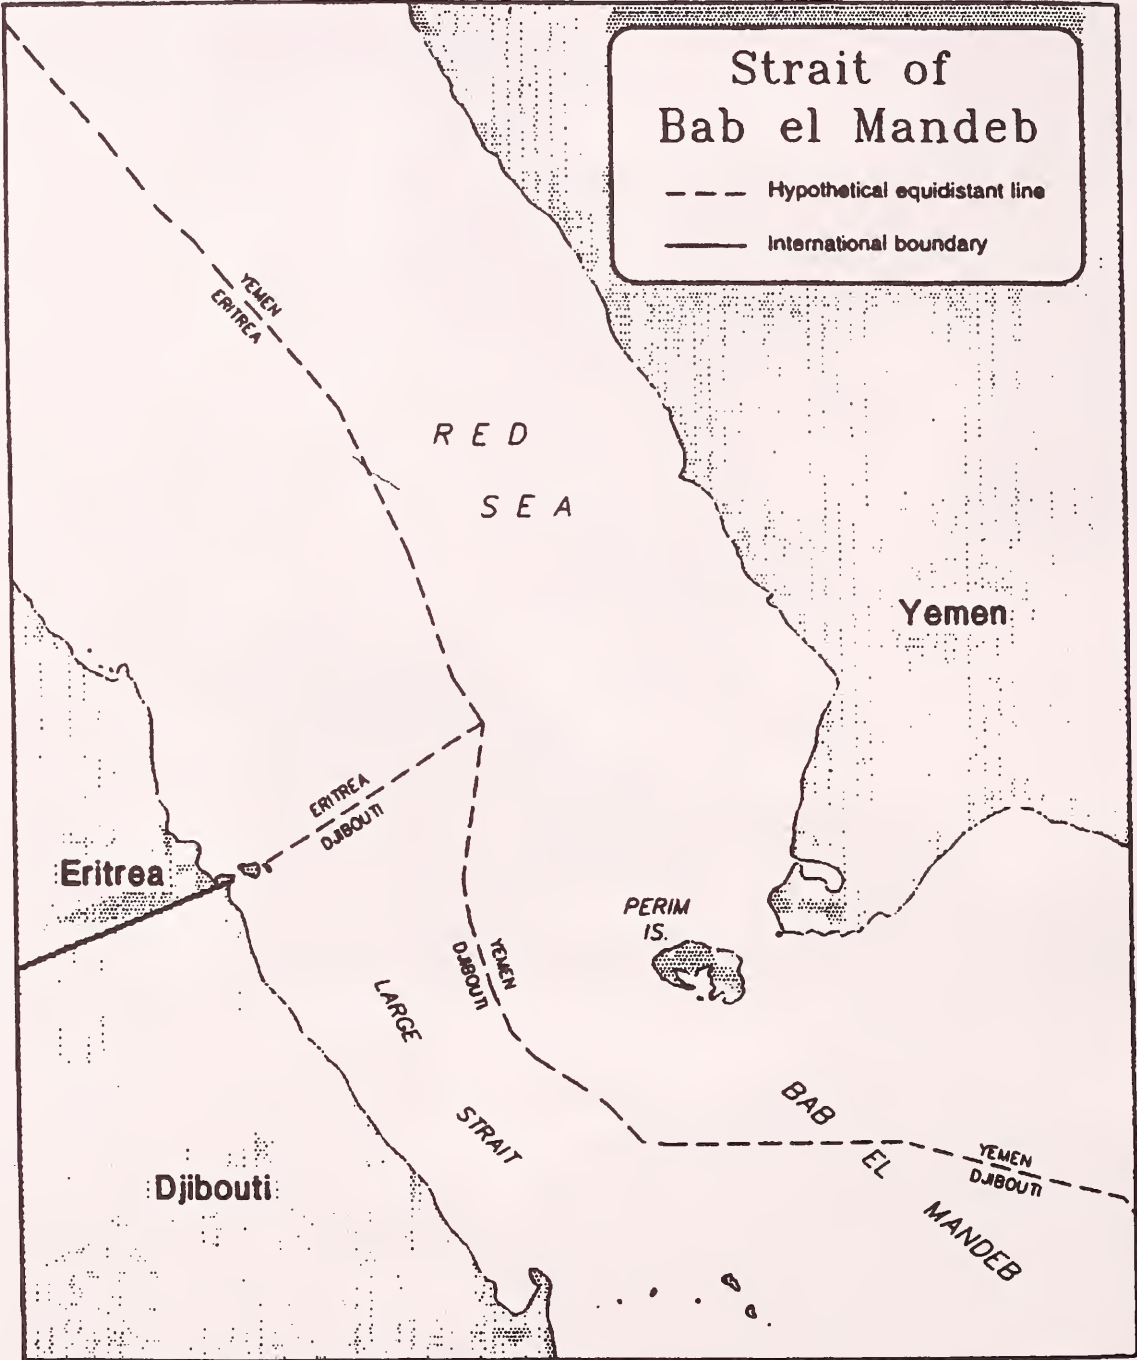 Strait of
Bab el Mandeb
Hypothetical equidistant line
International boundary
YEMEN
ERITREA
RED
SEA
Yemen
ERITREA
DJIBOUTI
Eritrea
PERIM
IS.
YEMEN
DJIBOUTI
LARGE
STRAIT
BAB
EL
MANDEB
YEMEN
DJIBOUTI
Djibouti